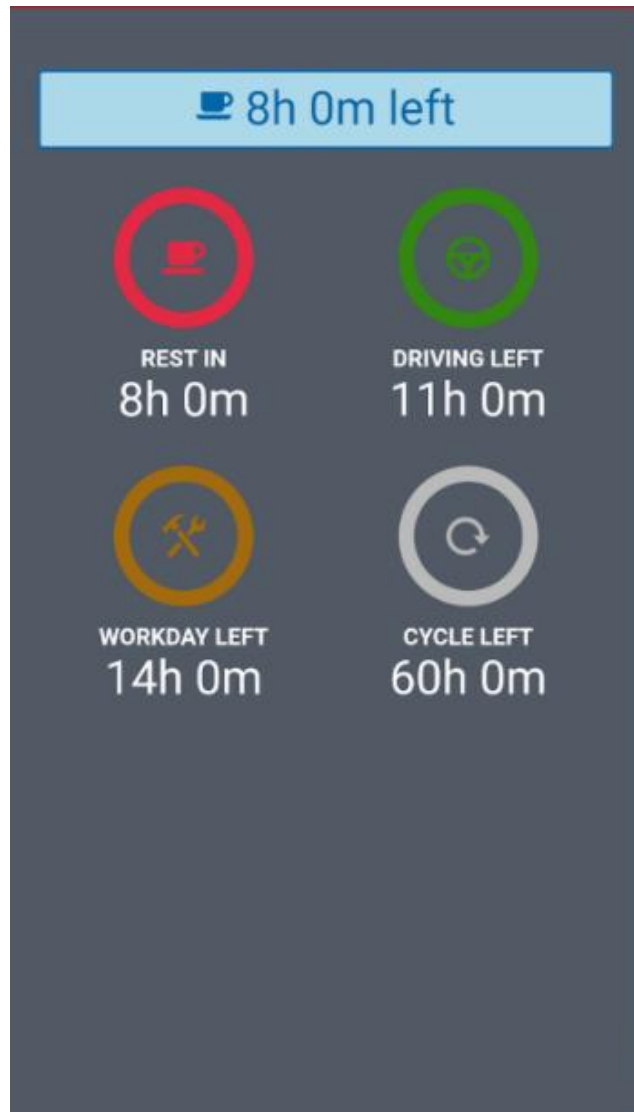 8h 0m left
REST IN
8h 0m
DRIVING LEFT
11h 0m
WORKDAY LEFT
14h 0m
CYCLE LEFT
60h 0m